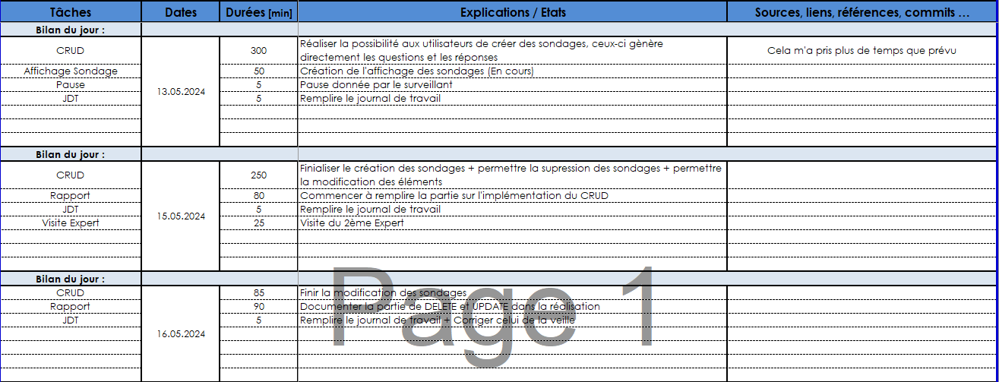 Tâches Dates Durées [min] Explications / Etats Sources, liens, références, commits ...
Bilan du jour :
CRUD 300 Réaliser la possibilité aux utilisateurs de créer des sondages, ceux-ci gènère Cela m'a pris plus de temps que prévu
directement les questions et les réponses
Affichage Sondage 50 Création de l'affichage des sondages (En cours)
Pause 5 Pause donnée par le surveillant
13.05.2024
JDT 5 Remplire le journal de travail
Bilan du jour :
CRUD 250 Finialiser le création des sondages + permettre la supression des sondages + permettre
la modification des éléments
Rapport 80 Commencer à remplire la partie sur l'implémentation du CRUD
JDT 5 Remplire le journal de travail
15.05.2024
Visite Expert 25 Visite du 2ème Expert
Bilan du jour :
CRUD 85 Finir la modification des sondages
Rapport 90 Documenter la partie de DELETE et UPDATE dans la réalisation
JDT 5 Remplire le journal de travail + Corriger celui de la veille
16.05.2024
Page 1